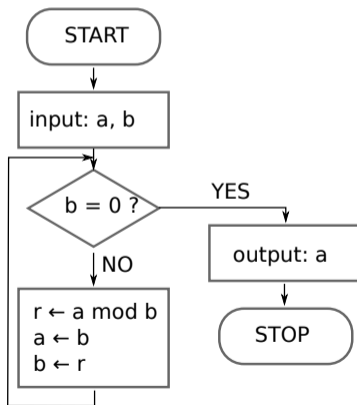 START
input: a, b
b = 0 ?
YES
NO
output: a
r ← a mod b
a ← b
b ← r
STOP